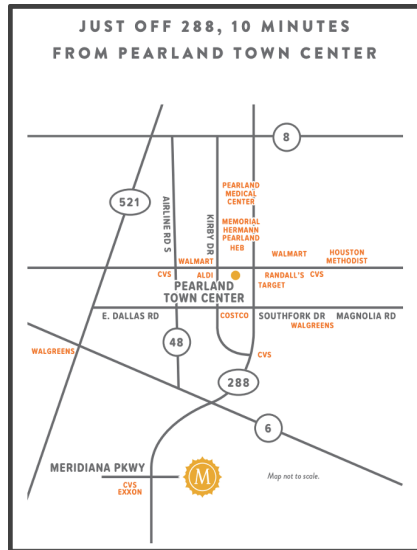 JUST OFF 288, 10 MINUTES
FROM PEARLAND TOWN CENTER
8
521
AIRLINE RD S
KIRBY DR
PEARLAND
MEDICAL
CENTER
MEMORIAL
HERMANN
PEARLAND
HEB
WALMART
HOUSTON
METHODIST
WALMART
CVS
ALDI
RANDALL'S
CVS
TARGET
PEARLAND
TOWN CENTER
E. DALLAS RD
COSTCO
SOUTHFORK DR
MAGNOLIA RD
WALGREENS
48
WALGREENS
CVS
288
6
MERIDIANA PKWY
M
Map not to scale.
CVS
EXXON